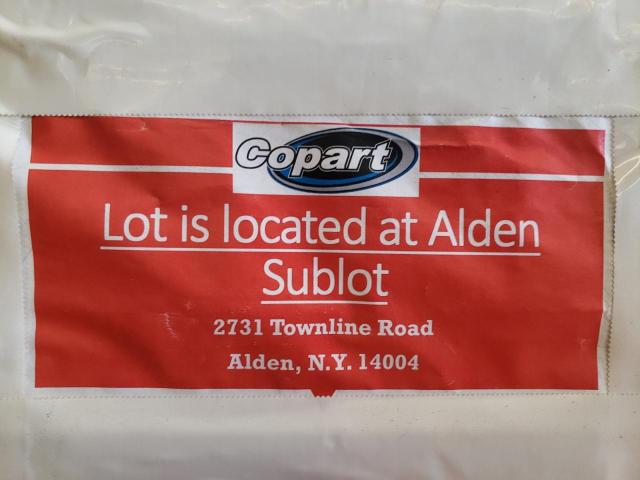 Copart
Lot is located at Alden
Sublot
2731 Townline Road
Alden, N.Y. 14004